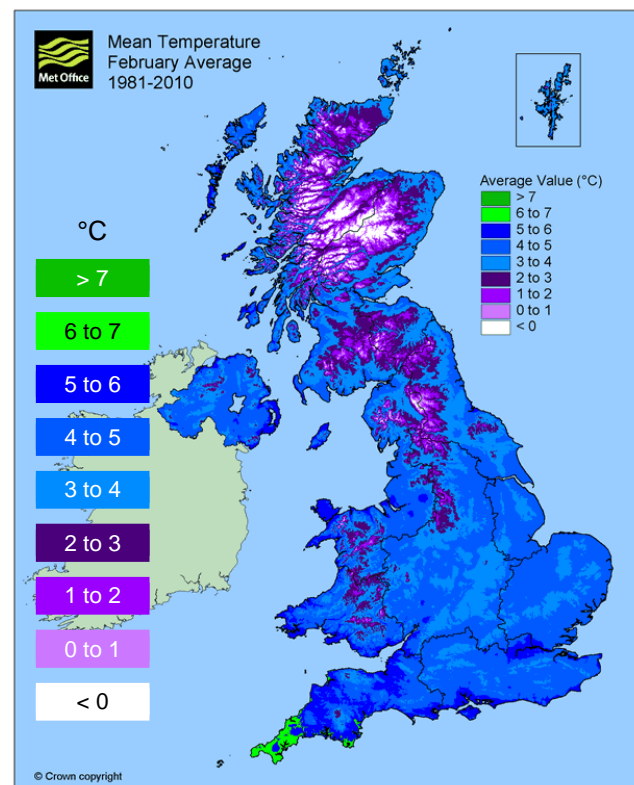 Met Office
Mean Temperature
February Average
1981-2010
Average Value (°C)
> 7
6 to 7
5 to 6
4 to 5
3 to 4
2 to 3
1 to 2
0 to 1
< 0
°C
> 7
6 to 7
5 to 6
4 to 5
3 to 4
2 to 3
1 to 2
0 to 1
< 0
© Crown copyright